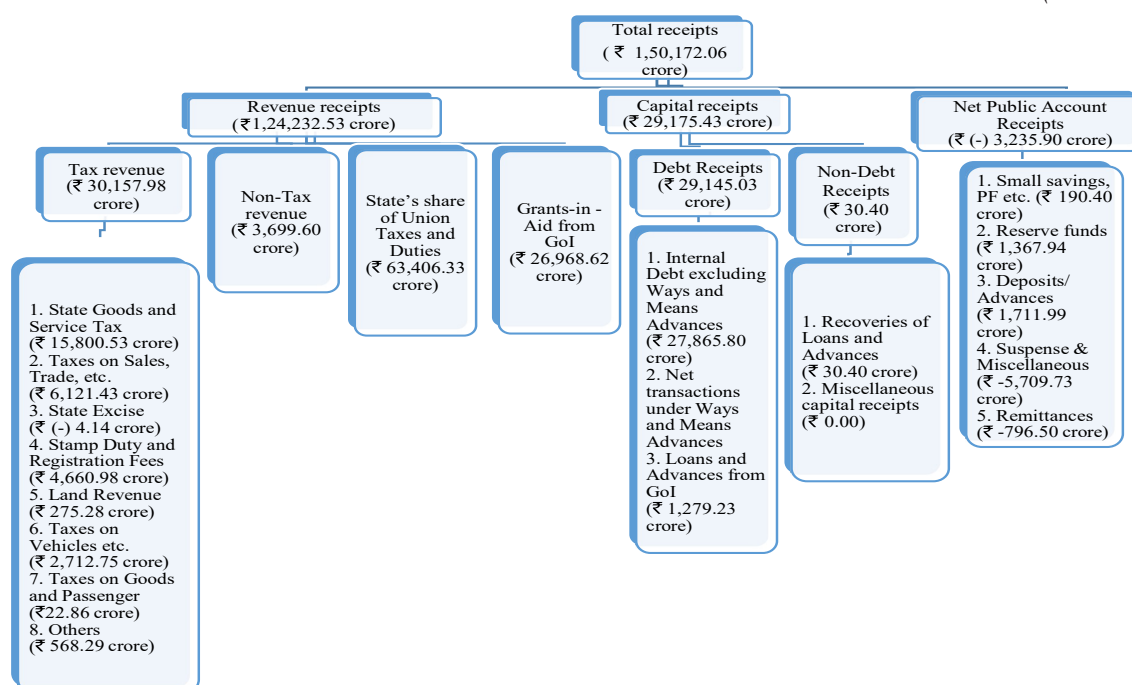 Total receipts
( ₹ 1,50,172.06
crore)
Revenue receipts
(₹1,24,232.53 crore)
Capital receipts
(₹ 29,175.43 crore)
Net Public Account
Receipts
(₹ (-) 3,235.90 crore)
Tax revenue
(₹ 30,157.98
crore)
Non-Tax
revenue
(₹ 3,699.60
crore)
State's share
of Union
Taxes and
Duties
(₹ 63,406.33
crore)
Grants-in -
Aid from
GoI
(₹ 26,968.62
crore)
Debt Receipts
(₹ 29,145.03
crore)
Non-Debt
Receipts
(₹ 30.40
crore)
1. State Goods and
Service Tax
(₹ 15,800.53 crore)
2. Taxes on Sales,
Trade, etc.
(₹ 6,121.43 crore)
3. State Excise
(₹ (-) 4.14 crore)
4. Stamp Duty and
Registration Fees
(₹ 4,660.98 crore)
5. Land Revenue
(₹ 275.28 crore)
6. Taxes on
Vehicles etc.
(₹ 2,712.75 crore)
7. Taxes on Goods
and Passenger
(₹22.86 crore)
8. Others
(₹ 568.29 crore)
1. Internal
Debt excluding
Ways and
Means
Advances
(₹ 27,865.80
crore)
2. Net
transactions
under Ways
and Means
Advances
3. Loans and
Advances from
GoI
(₹ 1,279.23
crore)
1. Recoveries of
Loans and
Advances
(₹ 30.40 crore)
2. Miscellaneous
capital receipts
(₹ 0.00)
1. Small savings,
PF etc. (₹ 190.40
crore)
2. Reserve funds
(₹ 1,367.94
crore)
3. Deposits/
Advances
(₹ 1,711.99
crore)
4. Suspense &
Miscellaneous
(₹ -5,709.73
crore)
5. Remittances
(₹ -796.50 crore)